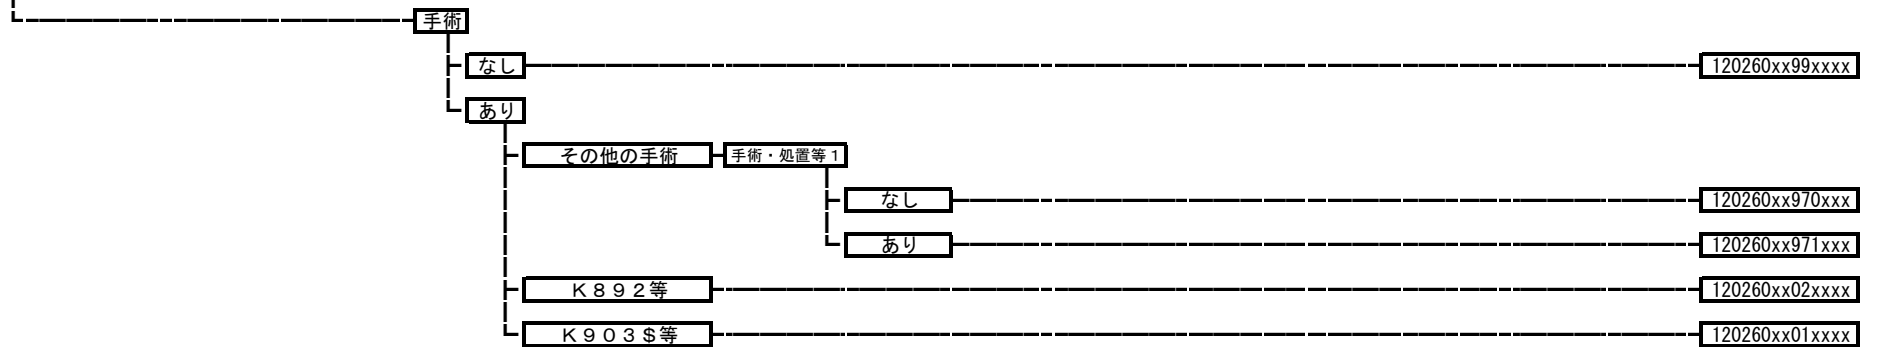 手術
なし 120260xx99xxxx
あり
その他の手術 手術・処置等１
なし 120260xx970xxx
あり 120260xx971xxx
Ｋ８９２等 120260xx02xxxx
Ｋ９０３＄等 120260xx01xxxx